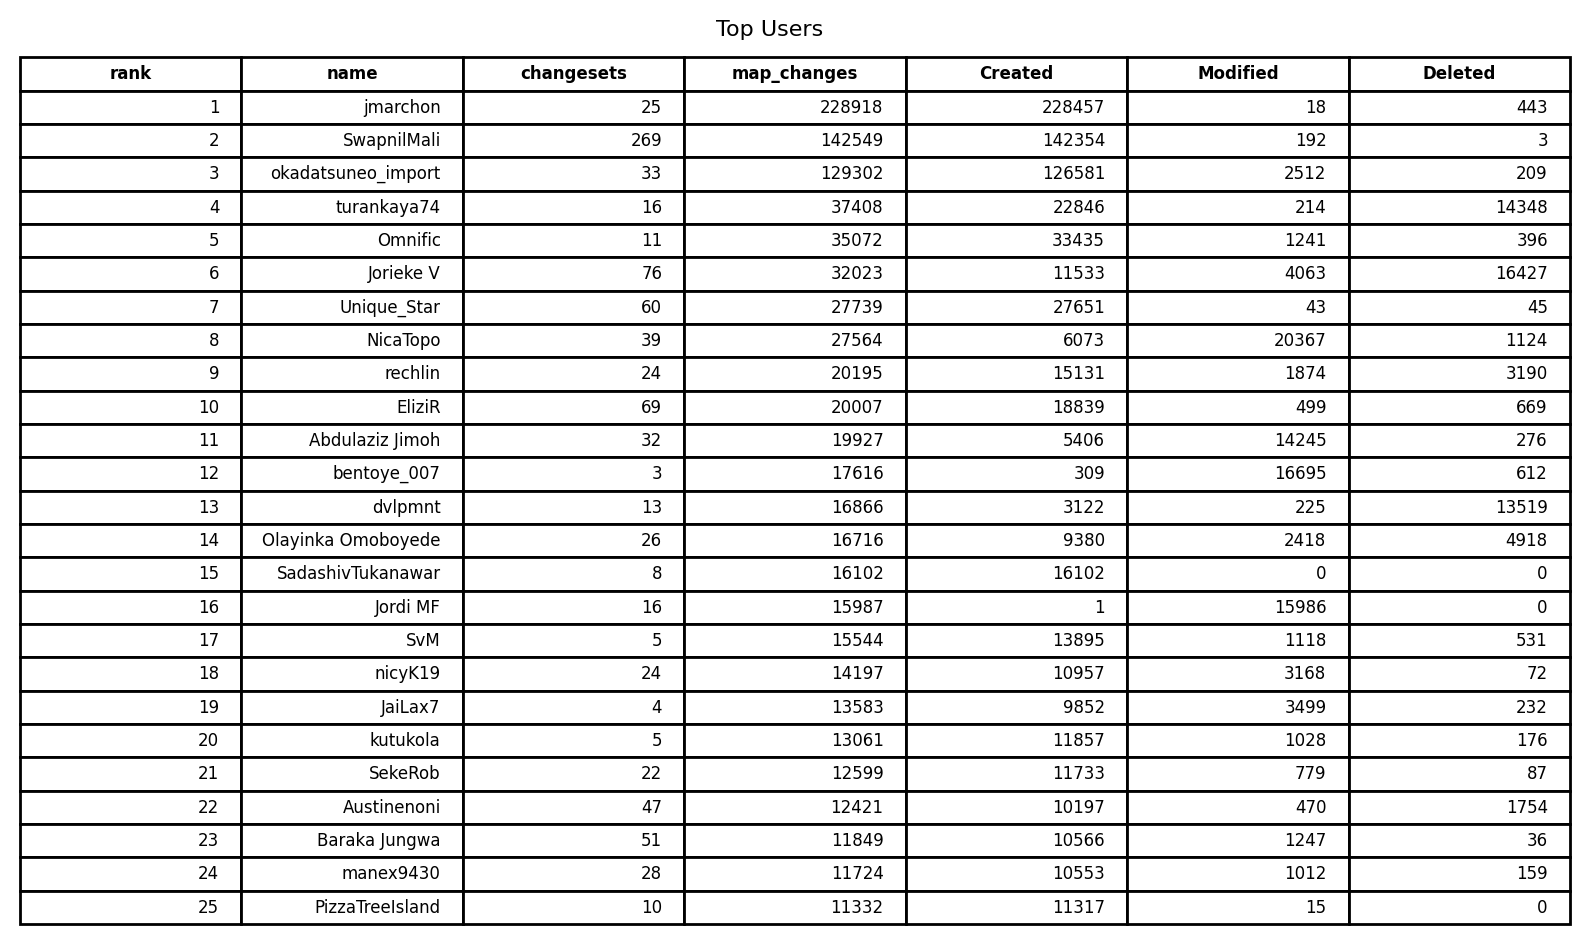 Top Users
rank name changesets map_changes Created Modified Deleted
1 jmarchon 25 228918 228457 18 443
2 SwapnilMali 269 142549 142354 192 3
3 okadatsuneo_import 33 129302 126581 2512 209
4 turankaya74 16 37408 22846 214 14348
5 Omnific 11 35072 33435 1241 396
6 Jorieke V 76 32023 11533 4063 16427
7 Unique_Star 60 27739 27651 43 45
8 NicaTopo 39 27564 6073 20367 1124
9 rechlin 24 20195 15131 1874 3190
10 EliziR 69 20007 18839 499 669
11 Abdulaziz Jimoh 32 19927 5406 14245 276
12 bentoye_007 3 17616 309 16695 612
13 dvlpmnt 13 16866 3122 225 13519
14 Olayinka Omoboyede 26 16716 9380 2418 4918
15 SadashivTukanawar 8 16102 16102 0 0
16 Jordi MF 16 15987 1 15986 0
17 SvM 5 15544 13895 1118 531
18 nicyK19 24 14197 10957 3168 72
19 JaiLax7 4 13583 9852 3499 232
20 kutukola 5 13061 11857 1028 176
21 SekeRob 22 12599 11733 779 87
22 Austinenoni 47 12421 10197 470 1754
23 Baraka Jungwa 51 11849 10566 1247 36
24 manex9430 28 11724 10553 1012 159
25 PizzaTreeIsland 10 11332 11317 15 0